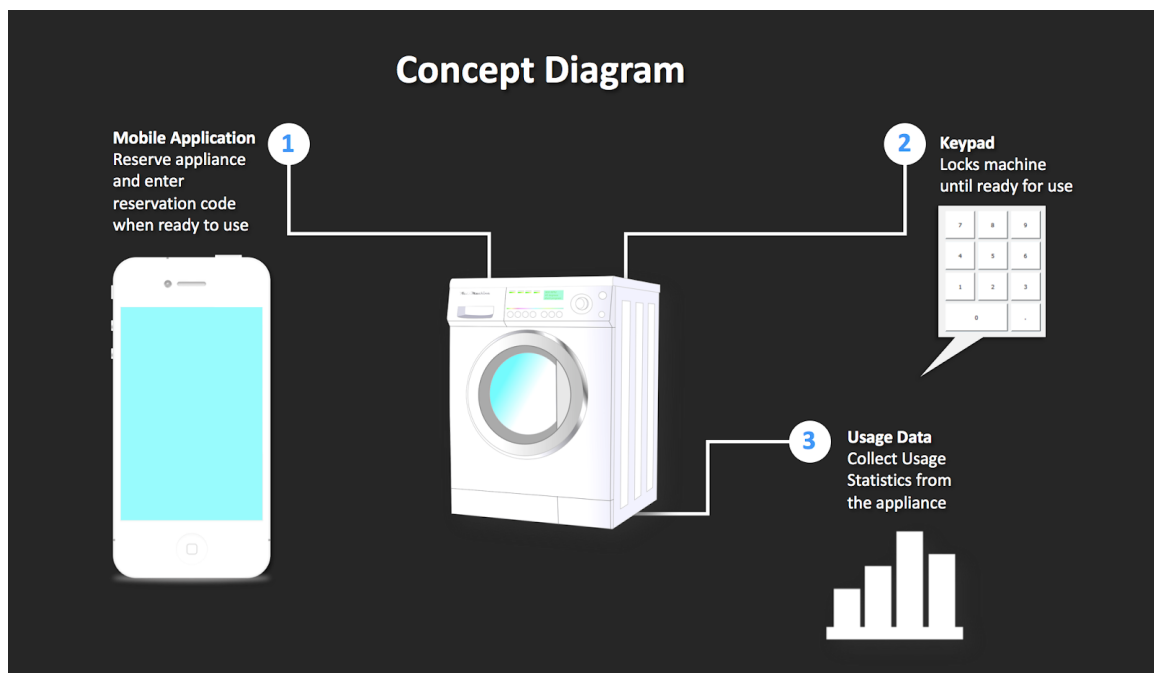 Concept Diagram
1
Mobile Application
Reserve appliance
and enter
reservation code
when ready to use
2
Keypad
Locks machine
until ready for use
7 8 9
4 5 6
1 2 3
0 .
3
Usage Data
Collect Usage
Statistics from
the appliance